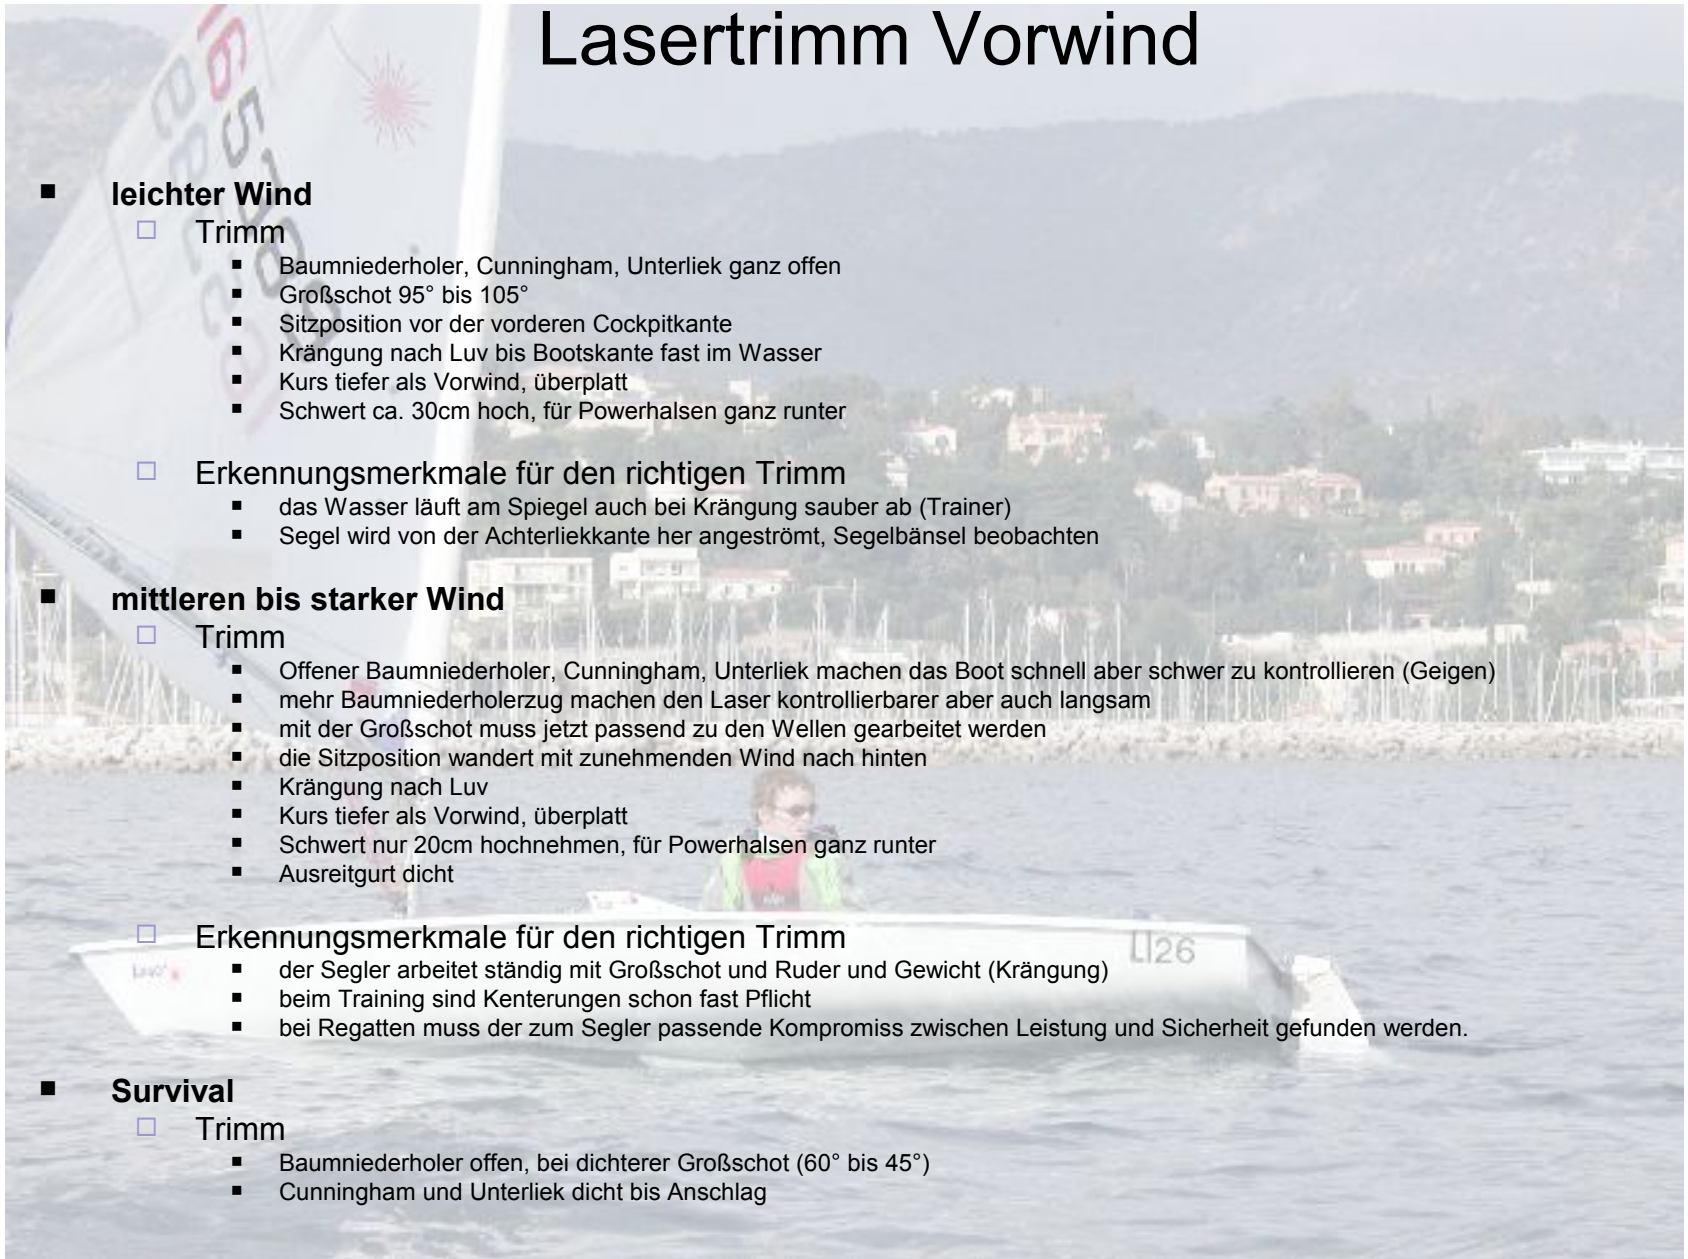 Lasertrimm Vorwind
leichter Wind
Trimm
Baumniederholer, Cunningham, Unterliek ganz offen
Großschot 95° bis 105°
Sitzposition vor der vorderen Cockpitkante
Krängung nach Luv bis Bootskante fast im Wasser
Kurs tiefer als Vorwind, überplatt
Schwert ca. 30cm hoch, für Powerhalsen ganz runter
Erkennungsmerkmale für den richtigen Trimm
das Wasser läuft am Spiegel auch bei Krängung sauber ab (Trainer)
Segel wird von der Achterliekkante her angeströmt, Segelbänsel beobachten
mittleren bis starker Wind
Trimm
Offener Baumniederholer, Cunningham, Unterliek machen das Boot schnell aber schwer zu kontrollieren (Geigen)
mehr Baumniederholerzug machen den Laser kontrollierbarer aber auch langsam
mit der Großschot muss jetzt passend zu den Wellen gearbeitet werden
die Sitzposition wandert mit zunehmenden Wind nach hinten
Krängung nach Luv
Kurs tiefer als Vorwind, überplatt
Schwert nur 20cm hochnehmen, für Powerhalsen ganz runter
Ausreitgurt dicht
Erkennungsmerkmale für den richtigen Trimm
der Segler arbeitet ständig mit Großschot und Ruder und Gewicht (Krängung)
beim Training sind Kenterungen schon fast Pflicht
bei Regatten muss der zum Segler passende Kompromiss zwischen Leistung und Sicherheit gefunden werden.
Survival
Trimm
Baumniederholer offen, bei dichterer Großschot (60° bis 45°)
Cunningham und Unterliek dicht bis Anschlag